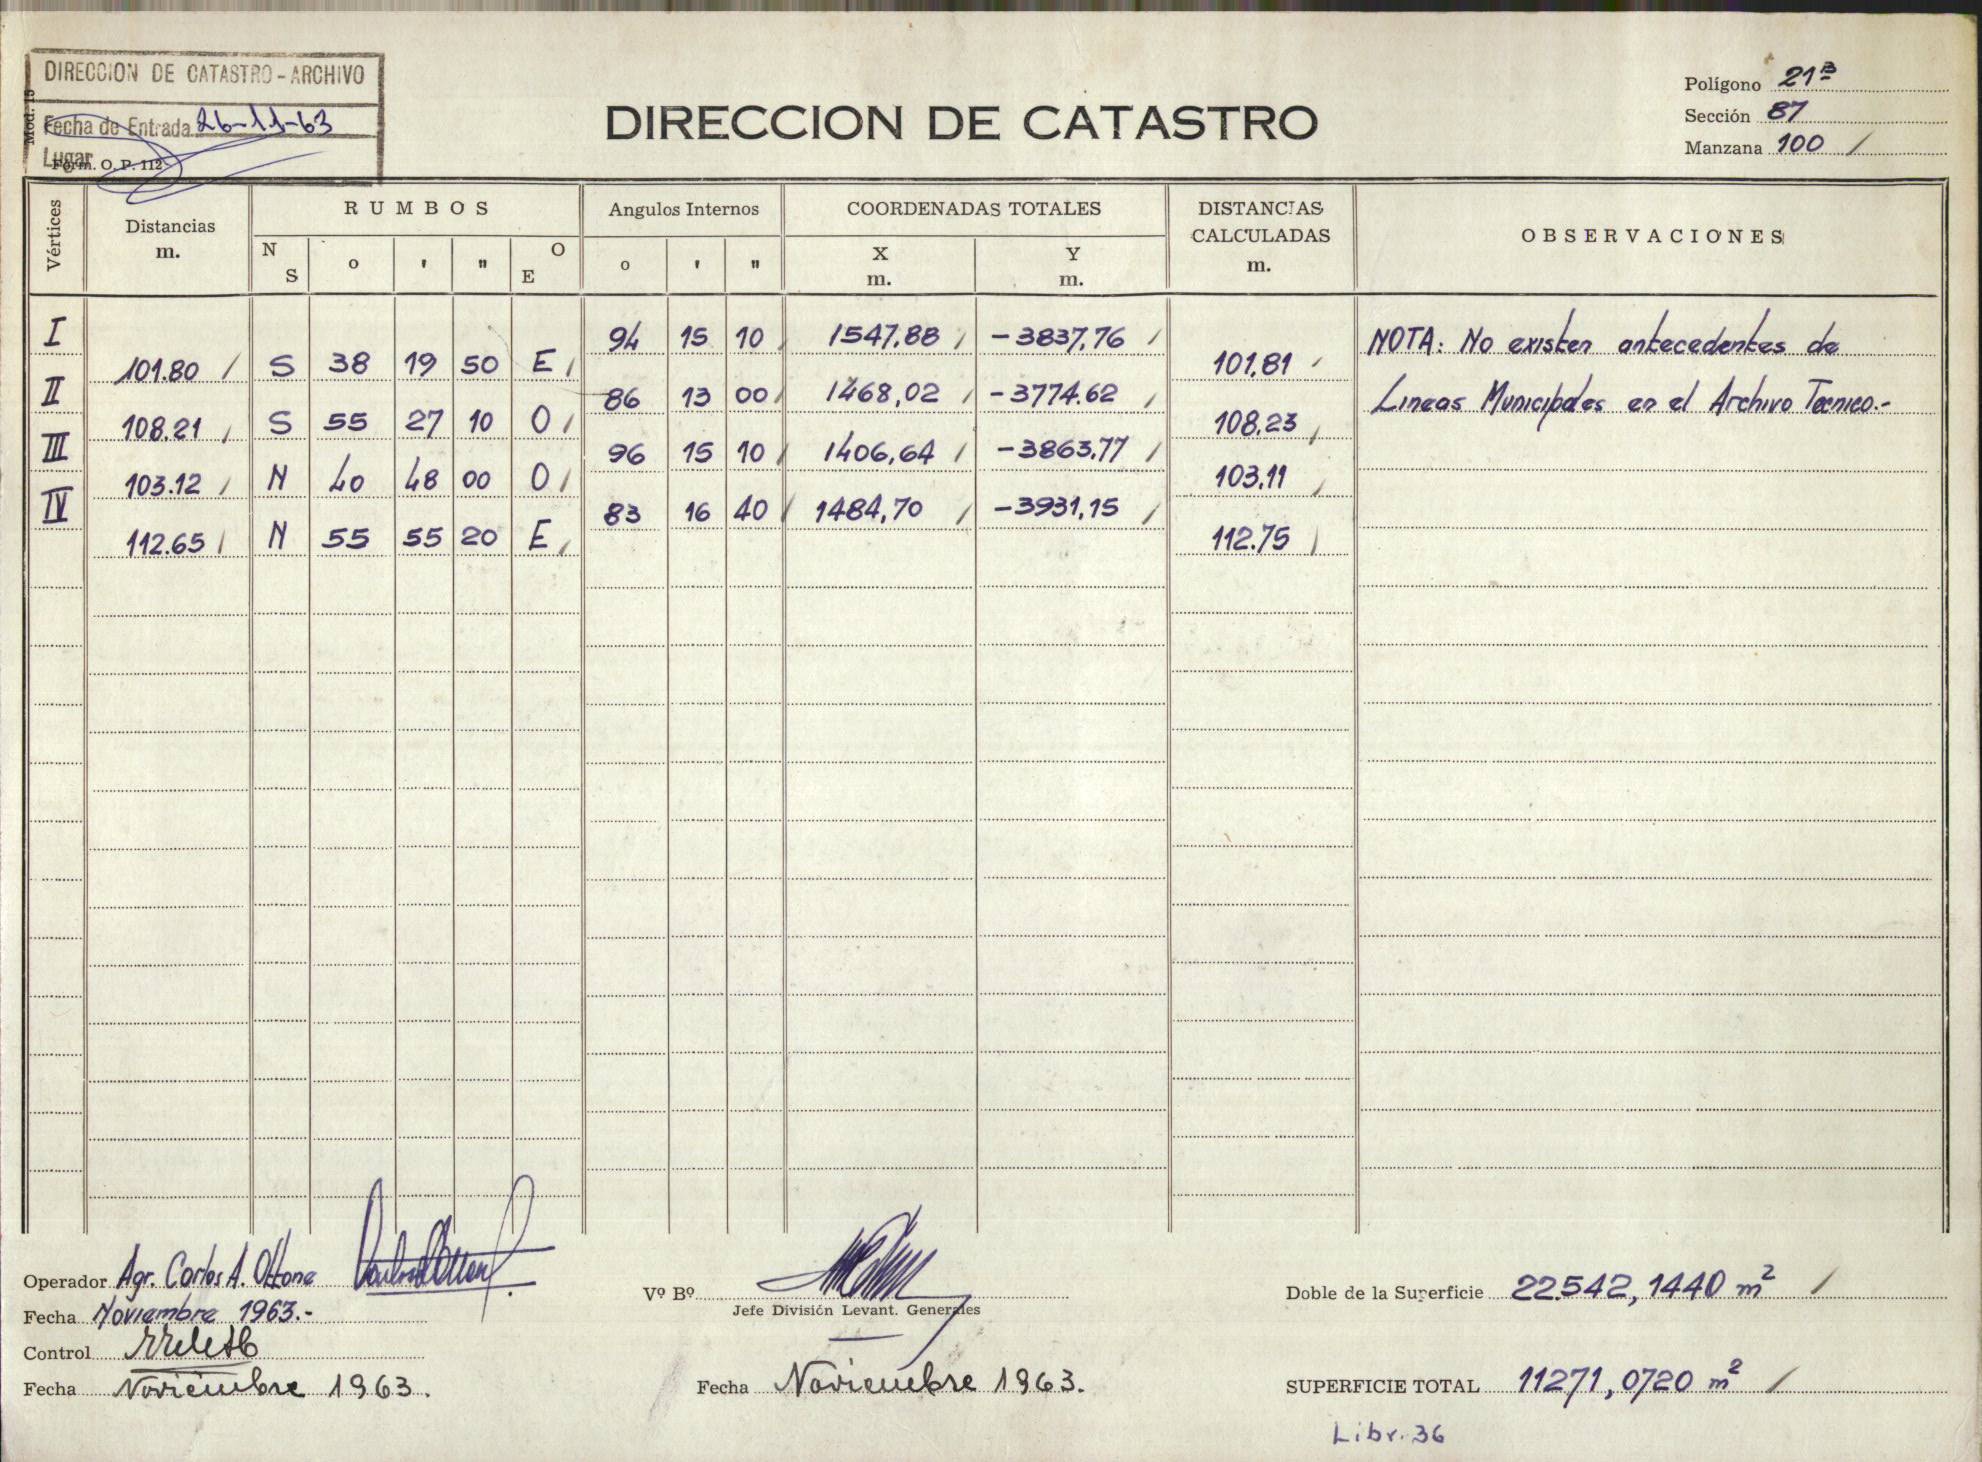 DIRECCION DE CATASTRO - ARCHIVO
Fecha de Entrada 26-11-63
Lugar
Form. O. P. 112
Mod. 15
DIRECCION DE CATASTRO
Polígono 21ᴮ
Sección 87
Manzana 100 /
Vértices Distancias m. RUMBOS Angulos Internos COORDENADAS TOTALES DISTANCIAS CALCULADAS m. OBSERVACIONES
N S o ' " O E o ' " X m. Y m.
I 94 15 10 1547,88 -3837,76 NOTA: No existen antecedentes de
101.80 S 38 19 50 E 101,81
II 86 13 00 1468,02 -3774.62 Líneas Municipales en el Archivo Tecnico.-
108.21 S 55 27 10 O 108,23
III 96 15 10 1406,64 -3863,77
103.12 N 40 48 00 O 103,11
IV 83 16 40 1484,70 -3931,15
112.65 N 55 55 20 E 112.75
Operador Agr. Carlos A. Ottone
Fecha Noviembre 1963.-
Control
Fecha Noviembre 1963.
Vº Bº
Jefe División Levant. Generales
Fecha Noviembre 1963.
Doble de la Superficie 22.542,1440 m² /
SUPERFICIE TOTAL 11271,0720 m² /
Libr. 36